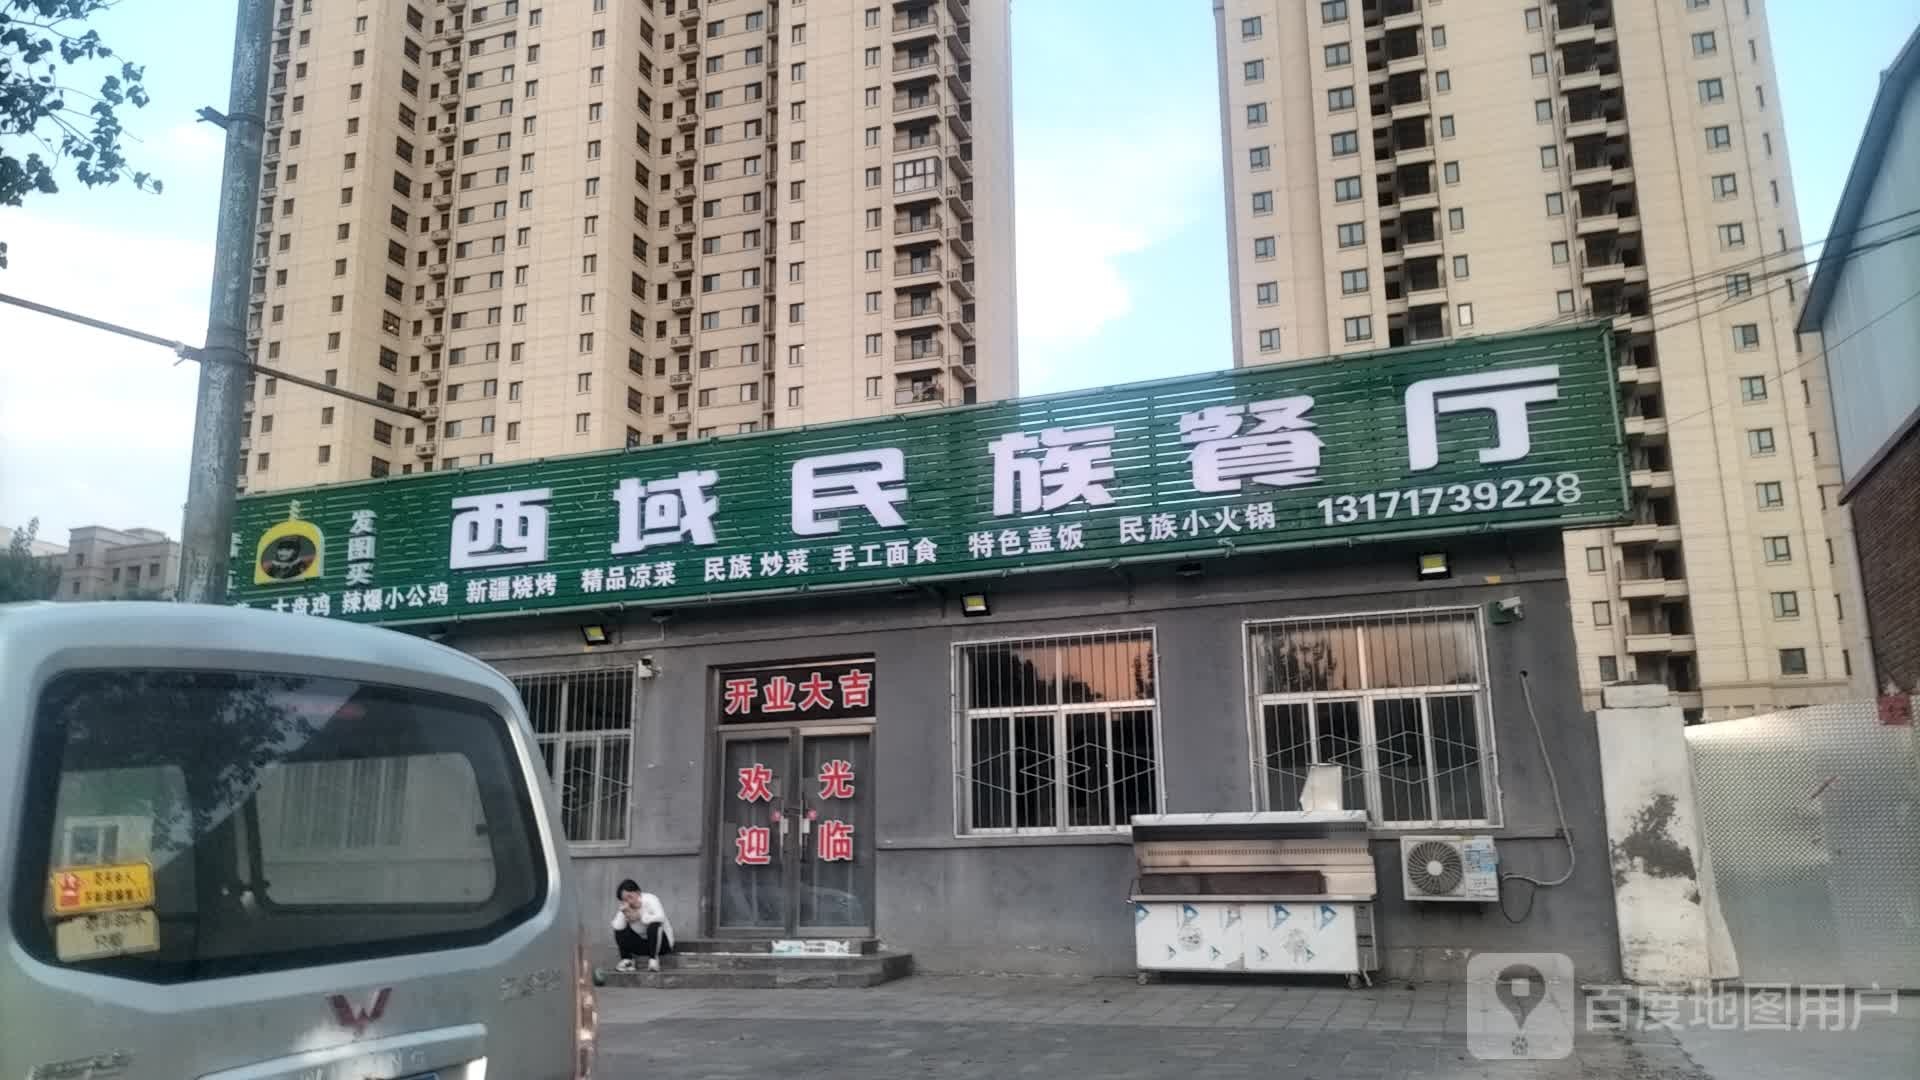 发图买
西域民族餐厅
大盘鸡 辣爆小公鸡 新疆烧烤 精品凉菜 民族炒菜 手工面食 特色盖饭 民族小火锅 13171739228
开业大吉
欢迎
光临
百度地图用户